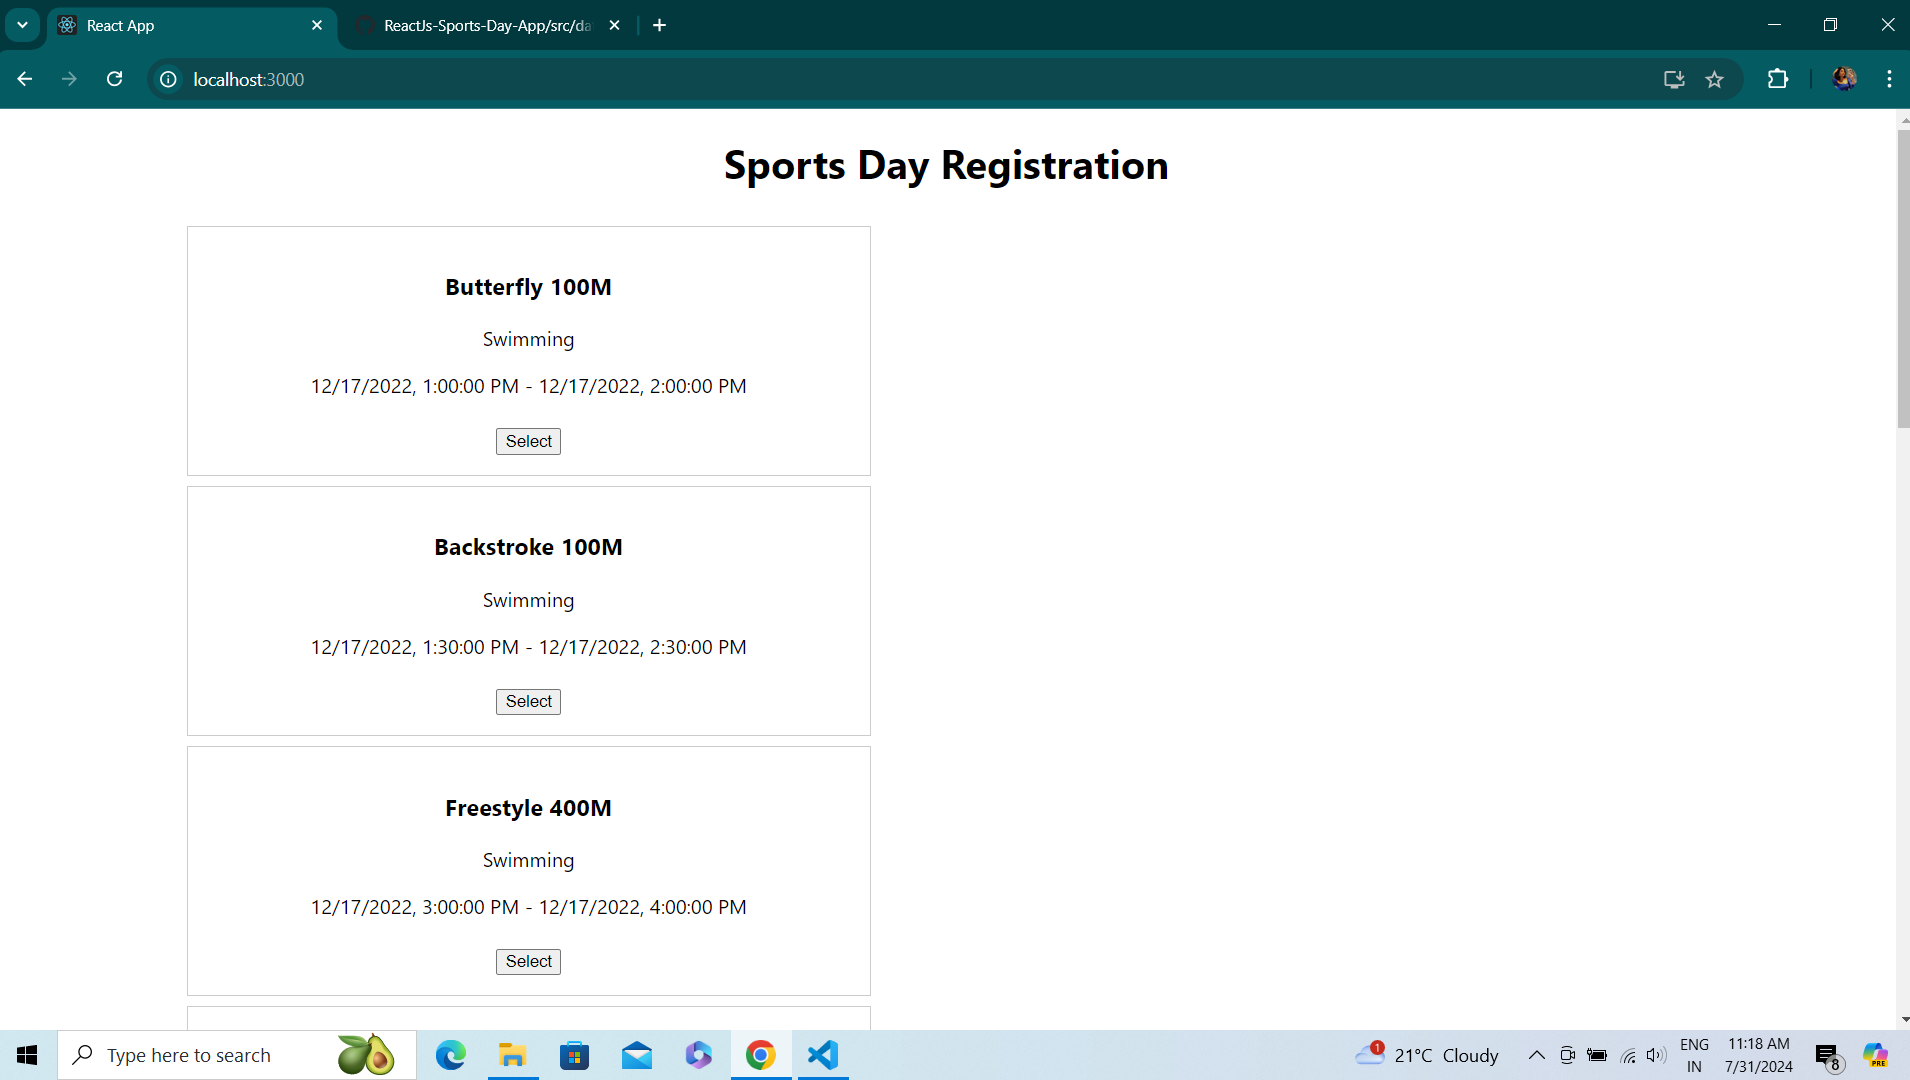 React App
ReactJs-Sports-Day-App/src/da
localhost:3000
Sports Day Registration
Butterfly 100M
Swimming
12/17/2022, 1:00:00 PM - 12/17/2022, 2:00:00 PM
Select
Backstroke 100M
Swimming
12/17/2022, 1:30:00 PM - 12/17/2022, 2:30:00 PM
Select
Freestyle 400M
Swimming
12/17/2022, 3:00:00 PM - 12/17/2022, 4:00:00 PM
Select
Type here to search
1
21°C Cloudy
ENG
IN
11:18 AM
7/31/2024
8
PRE